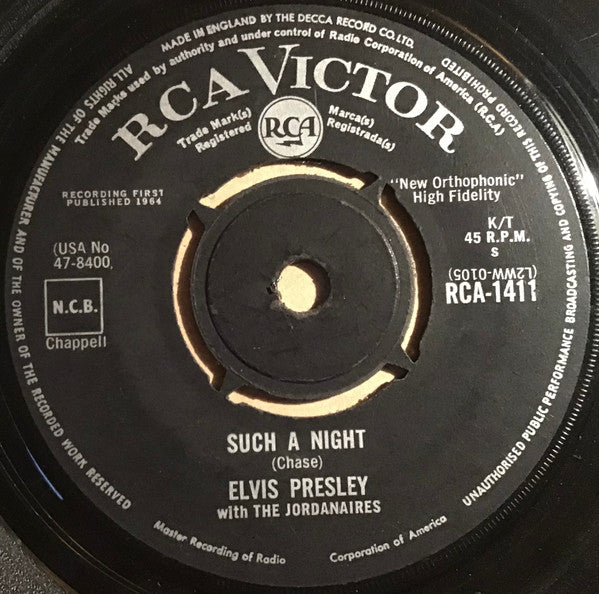 MADE IN ENGLAND BY THE DECCA RECORD CO. LTD.
ALL RIGHTS OF THE MANUFACTURER AND OF THE OWNER OF THE RECORDED WORK RESERVED
UNAUTHORISED PUBLIC PERFORMANCE BROADCASTING AND COPYING OF THIS RECORD PROHIBITED
Trade Marks used by authority and under control of Radio Corporation of America (R.C.A.)
RCA VICTOR
Trade Mark(s)
Registered
RCA
Marca(s)
Registrada(s)
RECORDING FIRST
PUBLISHED 1964
"New Orthophonic"
High Fidelity
K/T
45 R.P.M.
S
(USA No
47-8400,
(L2WW-0105)
RCA-1411
N.C.B.
Chappell
SUCH A NIGHT
(Chase)
ELVIS PRESLEY
with THE JORDANAIRES
Master Recording of Radio Corporation of America